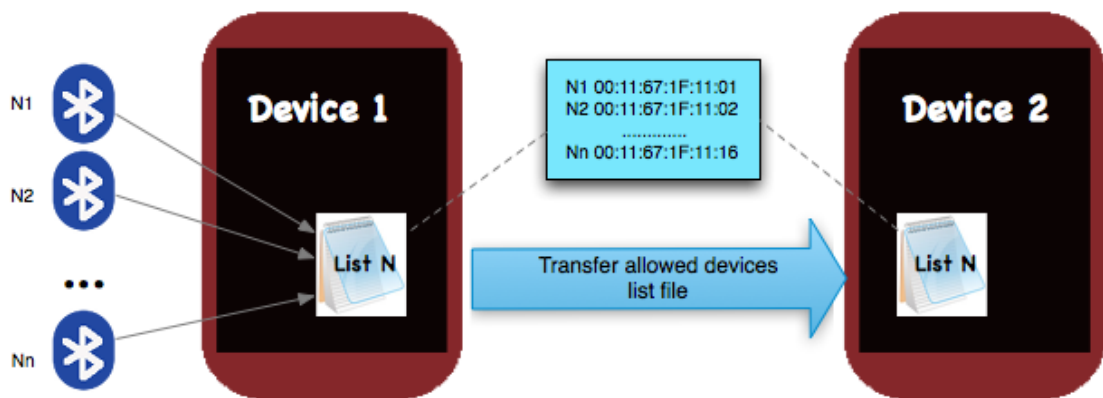 N1
N2
...
Nn
Device 1
List N
N1 00:11:67:1F:11:01
N2 00:11:67:1F:11:02
.............
Nn 00:11:67:1F:11:16
Transfer allowed devices
list file
Device 2
List N